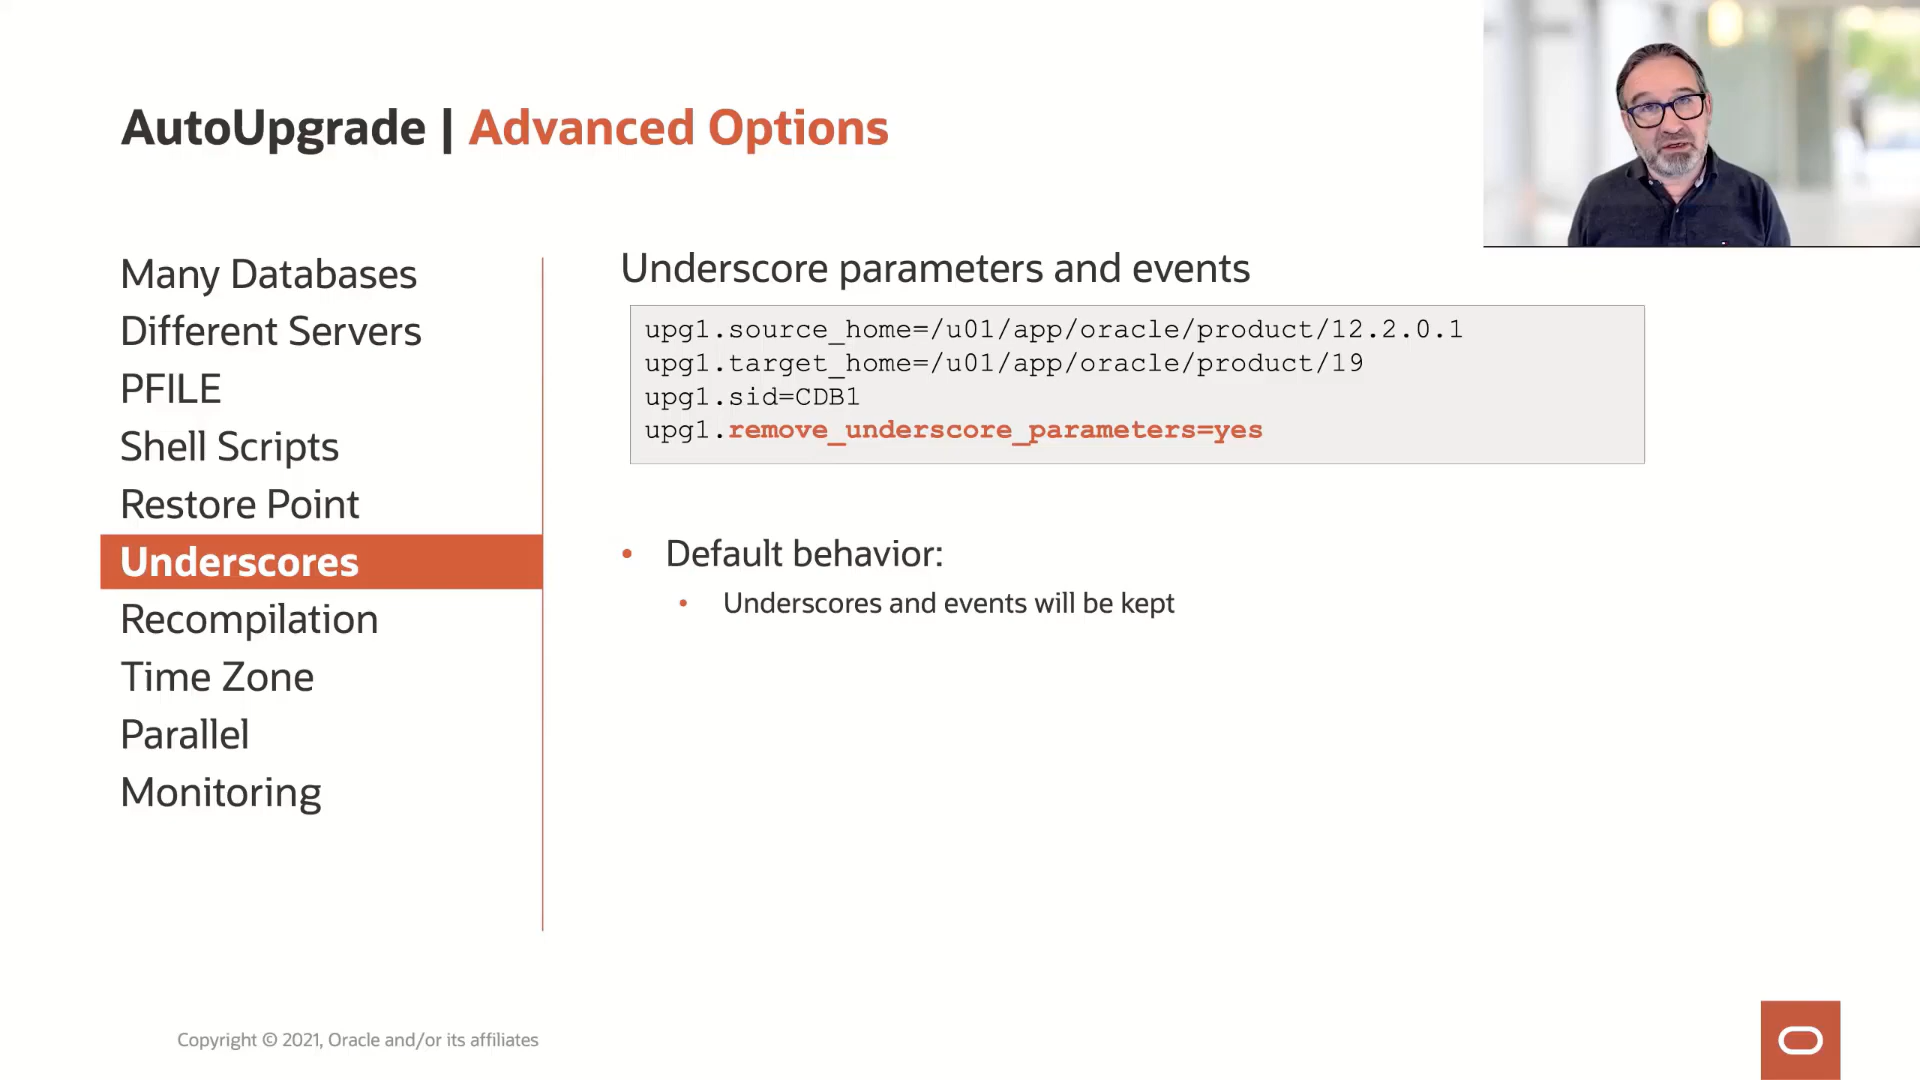 AutoUpgrade | Advanced Options
Many Databases
Different Servers
PFILE
Shell Scripts
Restore Point
Underscores
Recompilation
Time Zone
Parallel
Monitoring
Underscore parameters and events
upg1.source_home=/u01/app/oracle/product/12.2.0.1
upg1.target_home=/u01/app/oracle/product/19
upg1.sid=CDB1
upg1.remove_underscore_parameters=yes
• Default behavior:
• Underscores and events will be kept
Copyright © 2021, Oracle and/or its affiliates